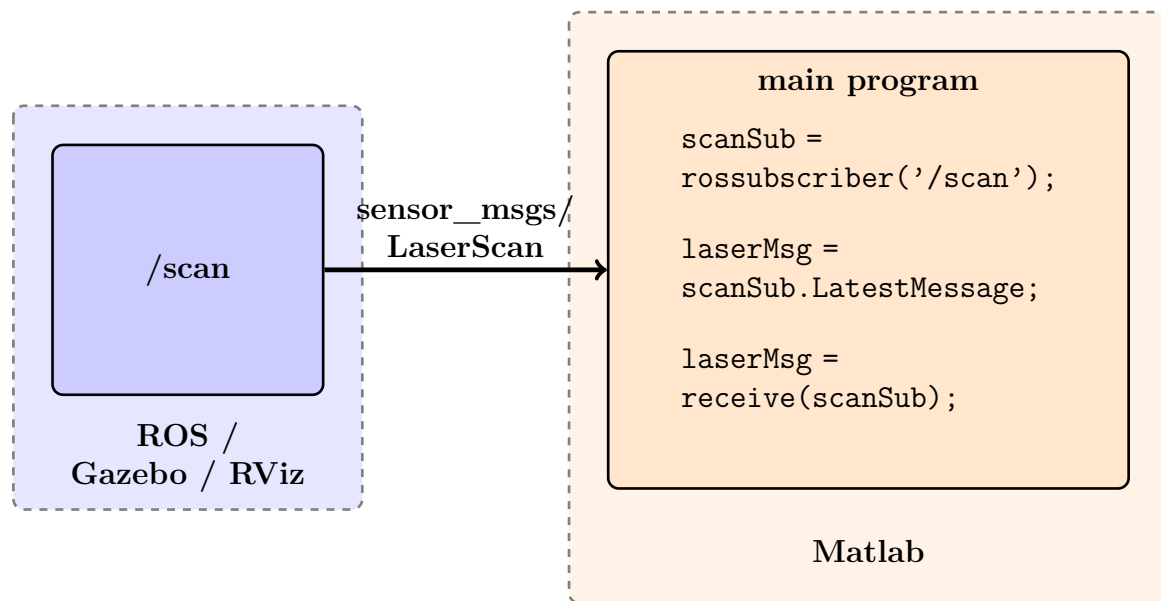 /scan
ROS /
Gazebo / RViz
sensor_msgs/
LaserScan
main program
scanSub =
rossubscriber('/scan');
laserMsg =
scanSub.LatestMessage;
laserMsg =
receive(scanSub);
Matlab